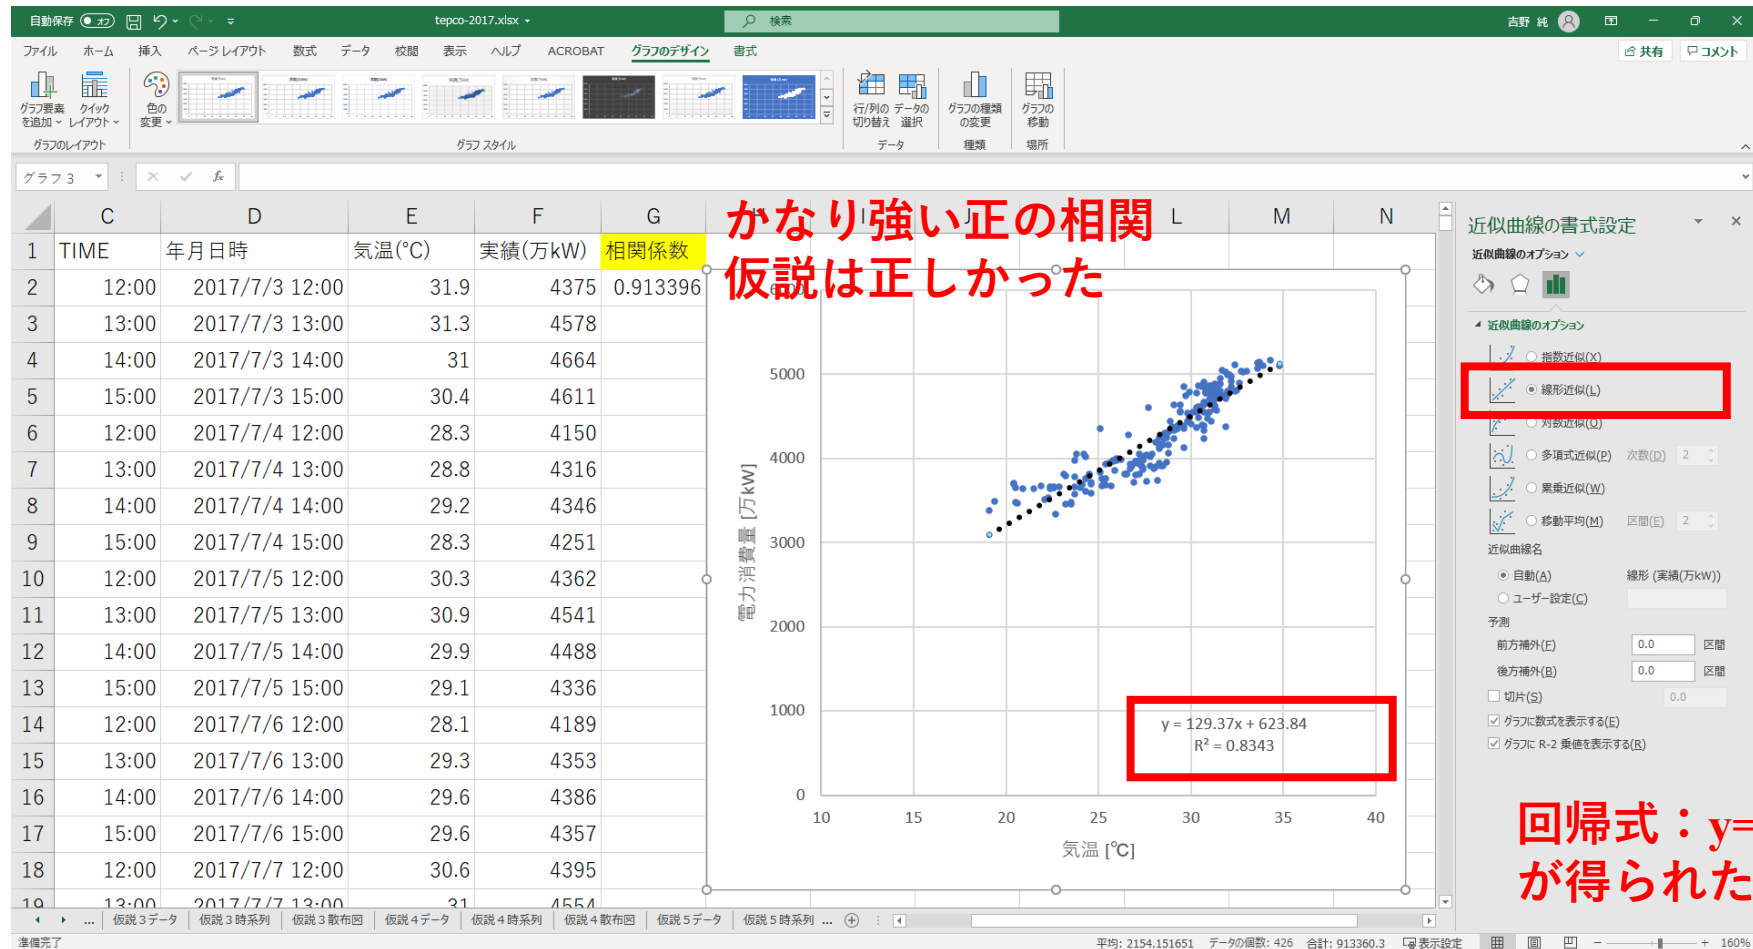 自動保存 オフ tepco-2017.xlsx 検索 吉野 純
ファイル ホーム 挿入 ページ レイアウト 数式 データ 校閲 表示 ヘルプ ACROBAT グラフのデザイン 書式 共有 コメント
グラフ要素を追加 クイックレイアウト 色の変更 行/列の切り替え データの選択 グラフの種類の変更 グラフの移動
グラフのレイアウト グラフ スタイル データ 種類 場所
グラフ 3 fx
C D E F G H I J L M N
かなり強い正の相関
仮説は正しかった
1 TIME 年月日時 気温(℃) 実績(万kW) 相関係数
2 12:00 2017/7/3 12:00 31.9 4375 0.913396
3 13:00 2017/7/3 13:00 31.3 4578
4 14:00 2017/7/3 14:00 31 4664
5 15:00 2017/7/3 15:00 30.4 4611
6 12:00 2017/7/4 12:00 28.3 4150
7 13:00 2017/7/4 13:00 28.8 4316
8 14:00 2017/7/4 14:00 29.2 4346
9 15:00 2017/7/4 15:00 28.3 4251
10 12:00 2017/7/5 12:00 30.3 4362
11 13:00 2017/7/5 13:00 30.9 4541
12 14:00 2017/7/5 14:00 29.9 4488
13 15:00 2017/7/5 15:00 29.1 4336
14 12:00 2017/7/6 12:00 28.1 4189
15 13:00 2017/7/6 13:00 29.3 4353
16 14:00 2017/7/6 14:00 29.6 4386
17 15:00 2017/7/6 15:00 29.6 4357
18 12:00 2017/7/7 12:00 30.6 4395
19 13:00 2017/7/7 13:00 31 4554
6000
5000
4000
3000
2000
1000
0
電力消費量 [万kW]
y = 129.37x + 623.84
R² = 0.8343
10 15 20 25 30 35 40
気温 [℃]
近似曲線の書式設定
近似曲線のオプション
近似曲線のオプション
指数近似(X)
線形近似(L)
対数近似(O)
多項式近似(P) 次数(D) 2
累乗近似(W)
移動平均(M) 区間(E) 2
近似曲線名
自動(A) 線形 (実績(万kW))
ユーザー設定(C)
予測
前方補外(F) 0.0 区間
後方補外(B) 0.0 区間
切片(S) 0.0
グラフに数式を表示する(E)
グラフに R-2 乗値を表示する(R)
回帰式：y=
が得られた
... 仮説３データ 仮説３時系列 仮説３散布図 仮説４データ 仮説４時系列 仮説４散布図 仮説５データ 仮説５時系列 ...
準備完了 平均: 2154.151651 データの個数: 426 合計: 913360.3 表示設定 160%